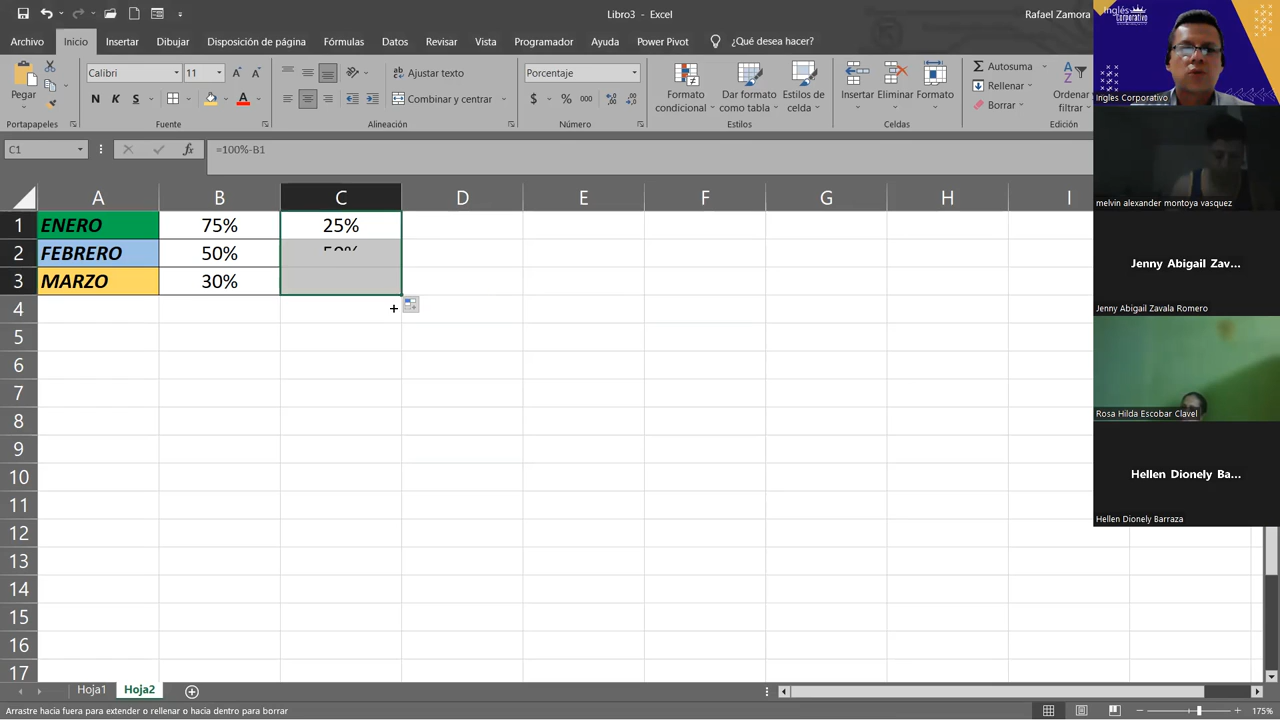 Libro3 - Excel
Rafael Zamora
Archivo Inicio Insertar Dibujar Disposición de página Fórmulas Datos Revisar Vista Programador Ayuda Power Pivot ¿Qué desea hacer?
Pegar
Calibri 11
N K S
Ajustar texto
Combinar y centrar
Porcentaje
$ %
Formato condicional
Dar formato como tabla
Estilos de celda
Insertar Eliminar Formato
Autosuma
Rellenar
Borrar
Ordenar
filtrar
Portapapeles Fuente Alineación Número Estilos Celdas Edición
C1 fx =100%-B1
A B C D E F G H I
1 ENERO 75% 25%
2 FEBRERO 50% 50%
3 MARZO 30%
4
5
6
7
8
9
10
11
12
13
14
15
16
17
Hoja1 Hoja2
Arrastre hacia fuera para extender o rellenar o hacia dentro para borrar
175%
Inglés
Corporativo
Ingles Corporativo
melvin alexander montoya vasquez
Jenny Abigail Zav...
Jenny Abigail Zavala Romero
Rosa Hilda Escobar Clavel
Hellen Dionely Ba...
Hellen Dionely Barraza